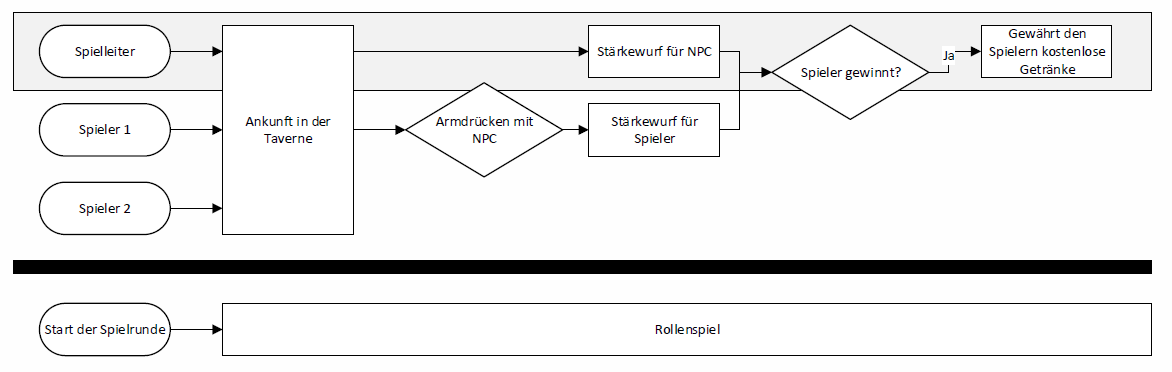 Spielleiter
Spieler 1
Spieler 2
Ankunft in der
Taverne
Armdrücken mit
NPC
Stärkewurf für NPC
Stärkewurf für
Spieler
Spieler gewinnt?
Ja
Gewährt den
Spielern kostenlose
Getränke
Start der Spielrunde
Rollenspiel